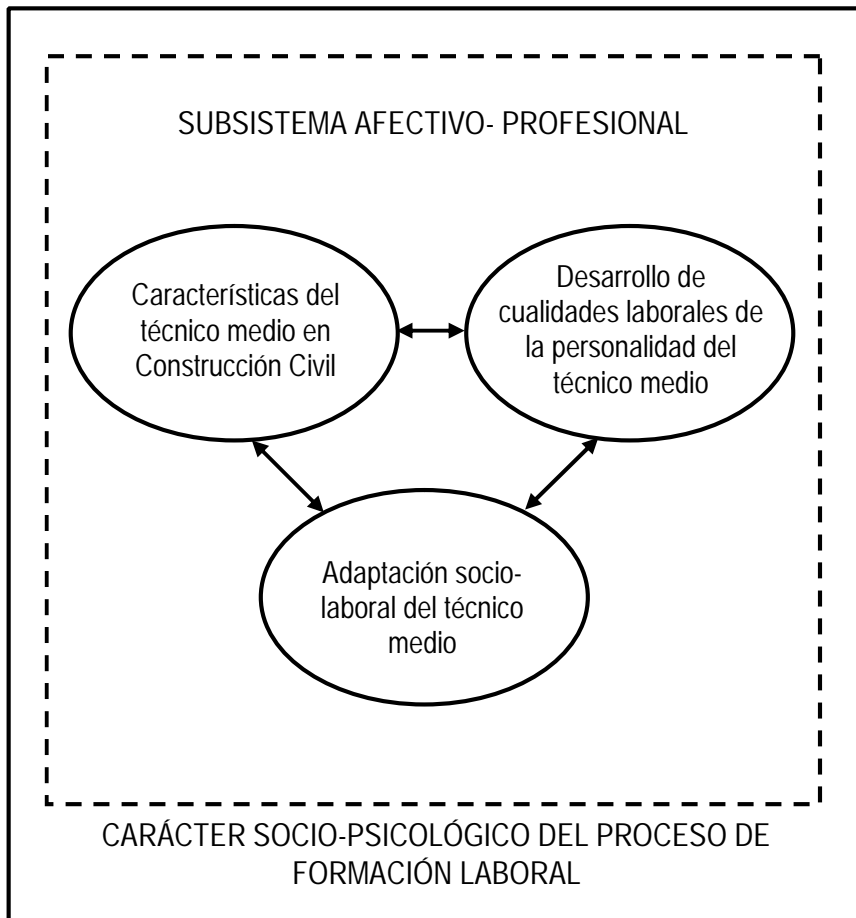 SUBSISTEMA AFECTIVO- PROFESIONAL
Características del
técnico medio en
Construcción Civil
Desarrollo de
cualidades laborales de
la personalidad del
técnico medio
Adaptación socio-
laboral del técnico
medio
CARÁCTER SOCIO-PSICOLÓGICO DEL PROCESO DE
FORMACIÓN LABORAL